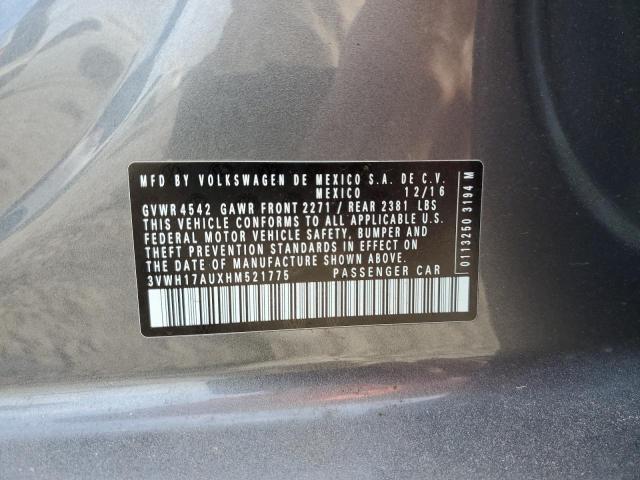 MFD BY VOLKSWAGEN DE MEXICO S.A. DE C.V.
MEXICO 12/16
GVWR 4542 GAWR FRONT 2271 / REAR 2381 LBS
THIS VEHICLE CONFORMS TO ALL APPLICABLE U.S.
FEDERAL MOTOR VEHICLE SAFETY, BUMPER AND
THEFT PREVENTION STANDARDS IN EFFECT ON
THE DATE OF MANUFACTURE SHOWN ABOVE.
3VWH17AUXHM521775 PASSENGER CAR
0113250 3194 M